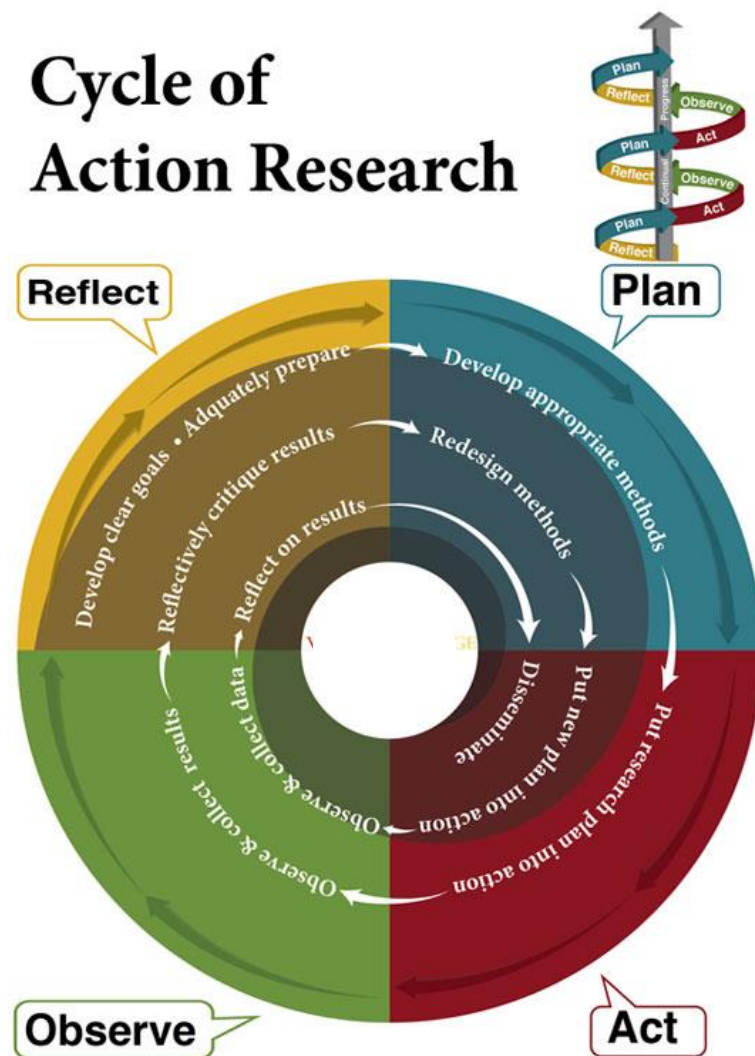 Cycle of
Action Research
Plan
Reflect
Observe
Progress
Plan
Act
Reflect
Observe
Continual
Plan
Act
Reflect
Reflect
Plan
Develop clear goals • Adquately prepare
Develop appropriate methods
Put research plan into action
Observe & collect results
Reflectively critique results
Redesign methods
Put new plan into action
Observe & collect data
Reflect on results
Disseminate
Observe
Act